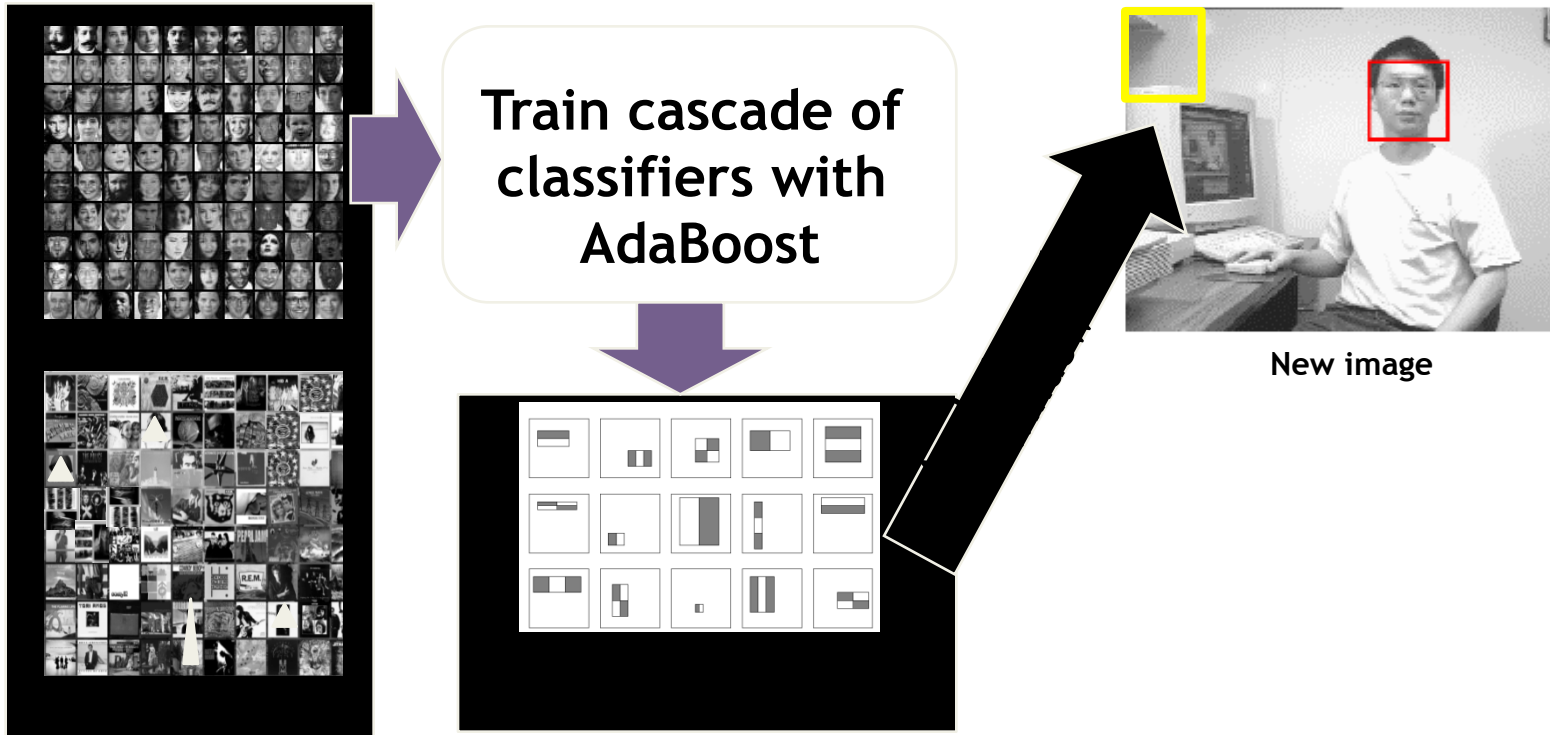 Train cascade of
classifiers with
AdaBoost
New image
R.E.M.